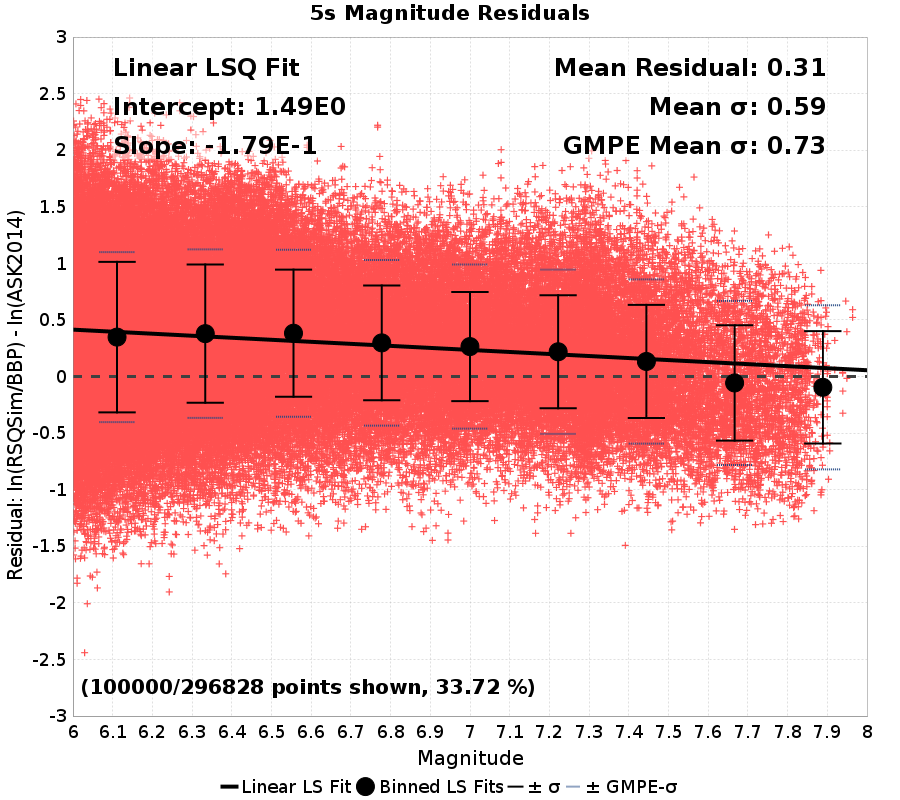 5s Magnitude Residuals
Linear LSQ Fit
Intercept: 1.49E0
Slope: -1.79E-1
Mean Residual: 0.31
Mean σ: 0.59
GMPE Mean σ: 0.73
Residual: ln(RSQSim/BBP) - ln(ASK2014)
3
2.5
2
1.5
1
0.5
0
-0.5
-1
-1.5
-2
-2.5
-3
(100000/296828 points shown, 33.72 %)
6 6.1 6.2 6.3 6.4 6.5 6.6 6.7 6.8 6.9 7 7.1 7.2 7.3 7.4 7.5 7.6 7.7 7.8 7.9 8
Magnitude
Linear LS Fit Binned LS Fits ± σ ± GMPE-σ